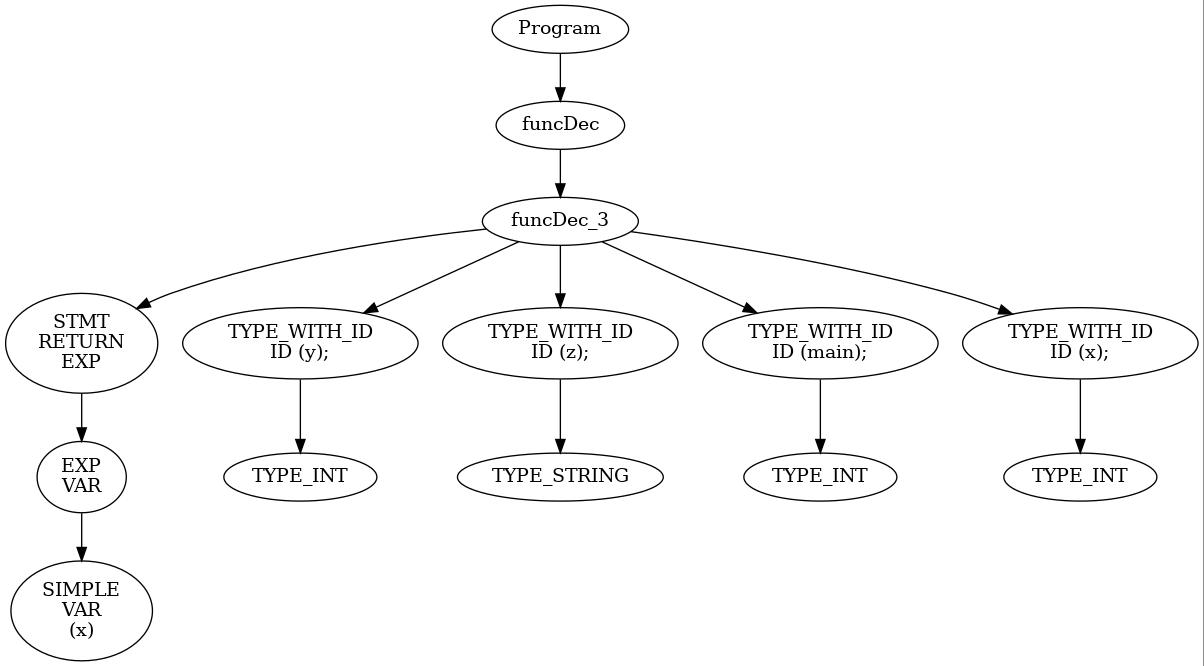 Program
funcDec
funcDec_3
STMT
RETURN
EXP
TYPE_WITH_ID
ID (y);
TYPE_WITH_ID
ID (z);
TYPE_WITH_ID
ID (main);
TYPE_WITH_ID
ID (x);
EXP
VAR
TYPE_INT
TYPE_STRING
TYPE_INT
TYPE_INT
SIMPLE
VAR
(x)